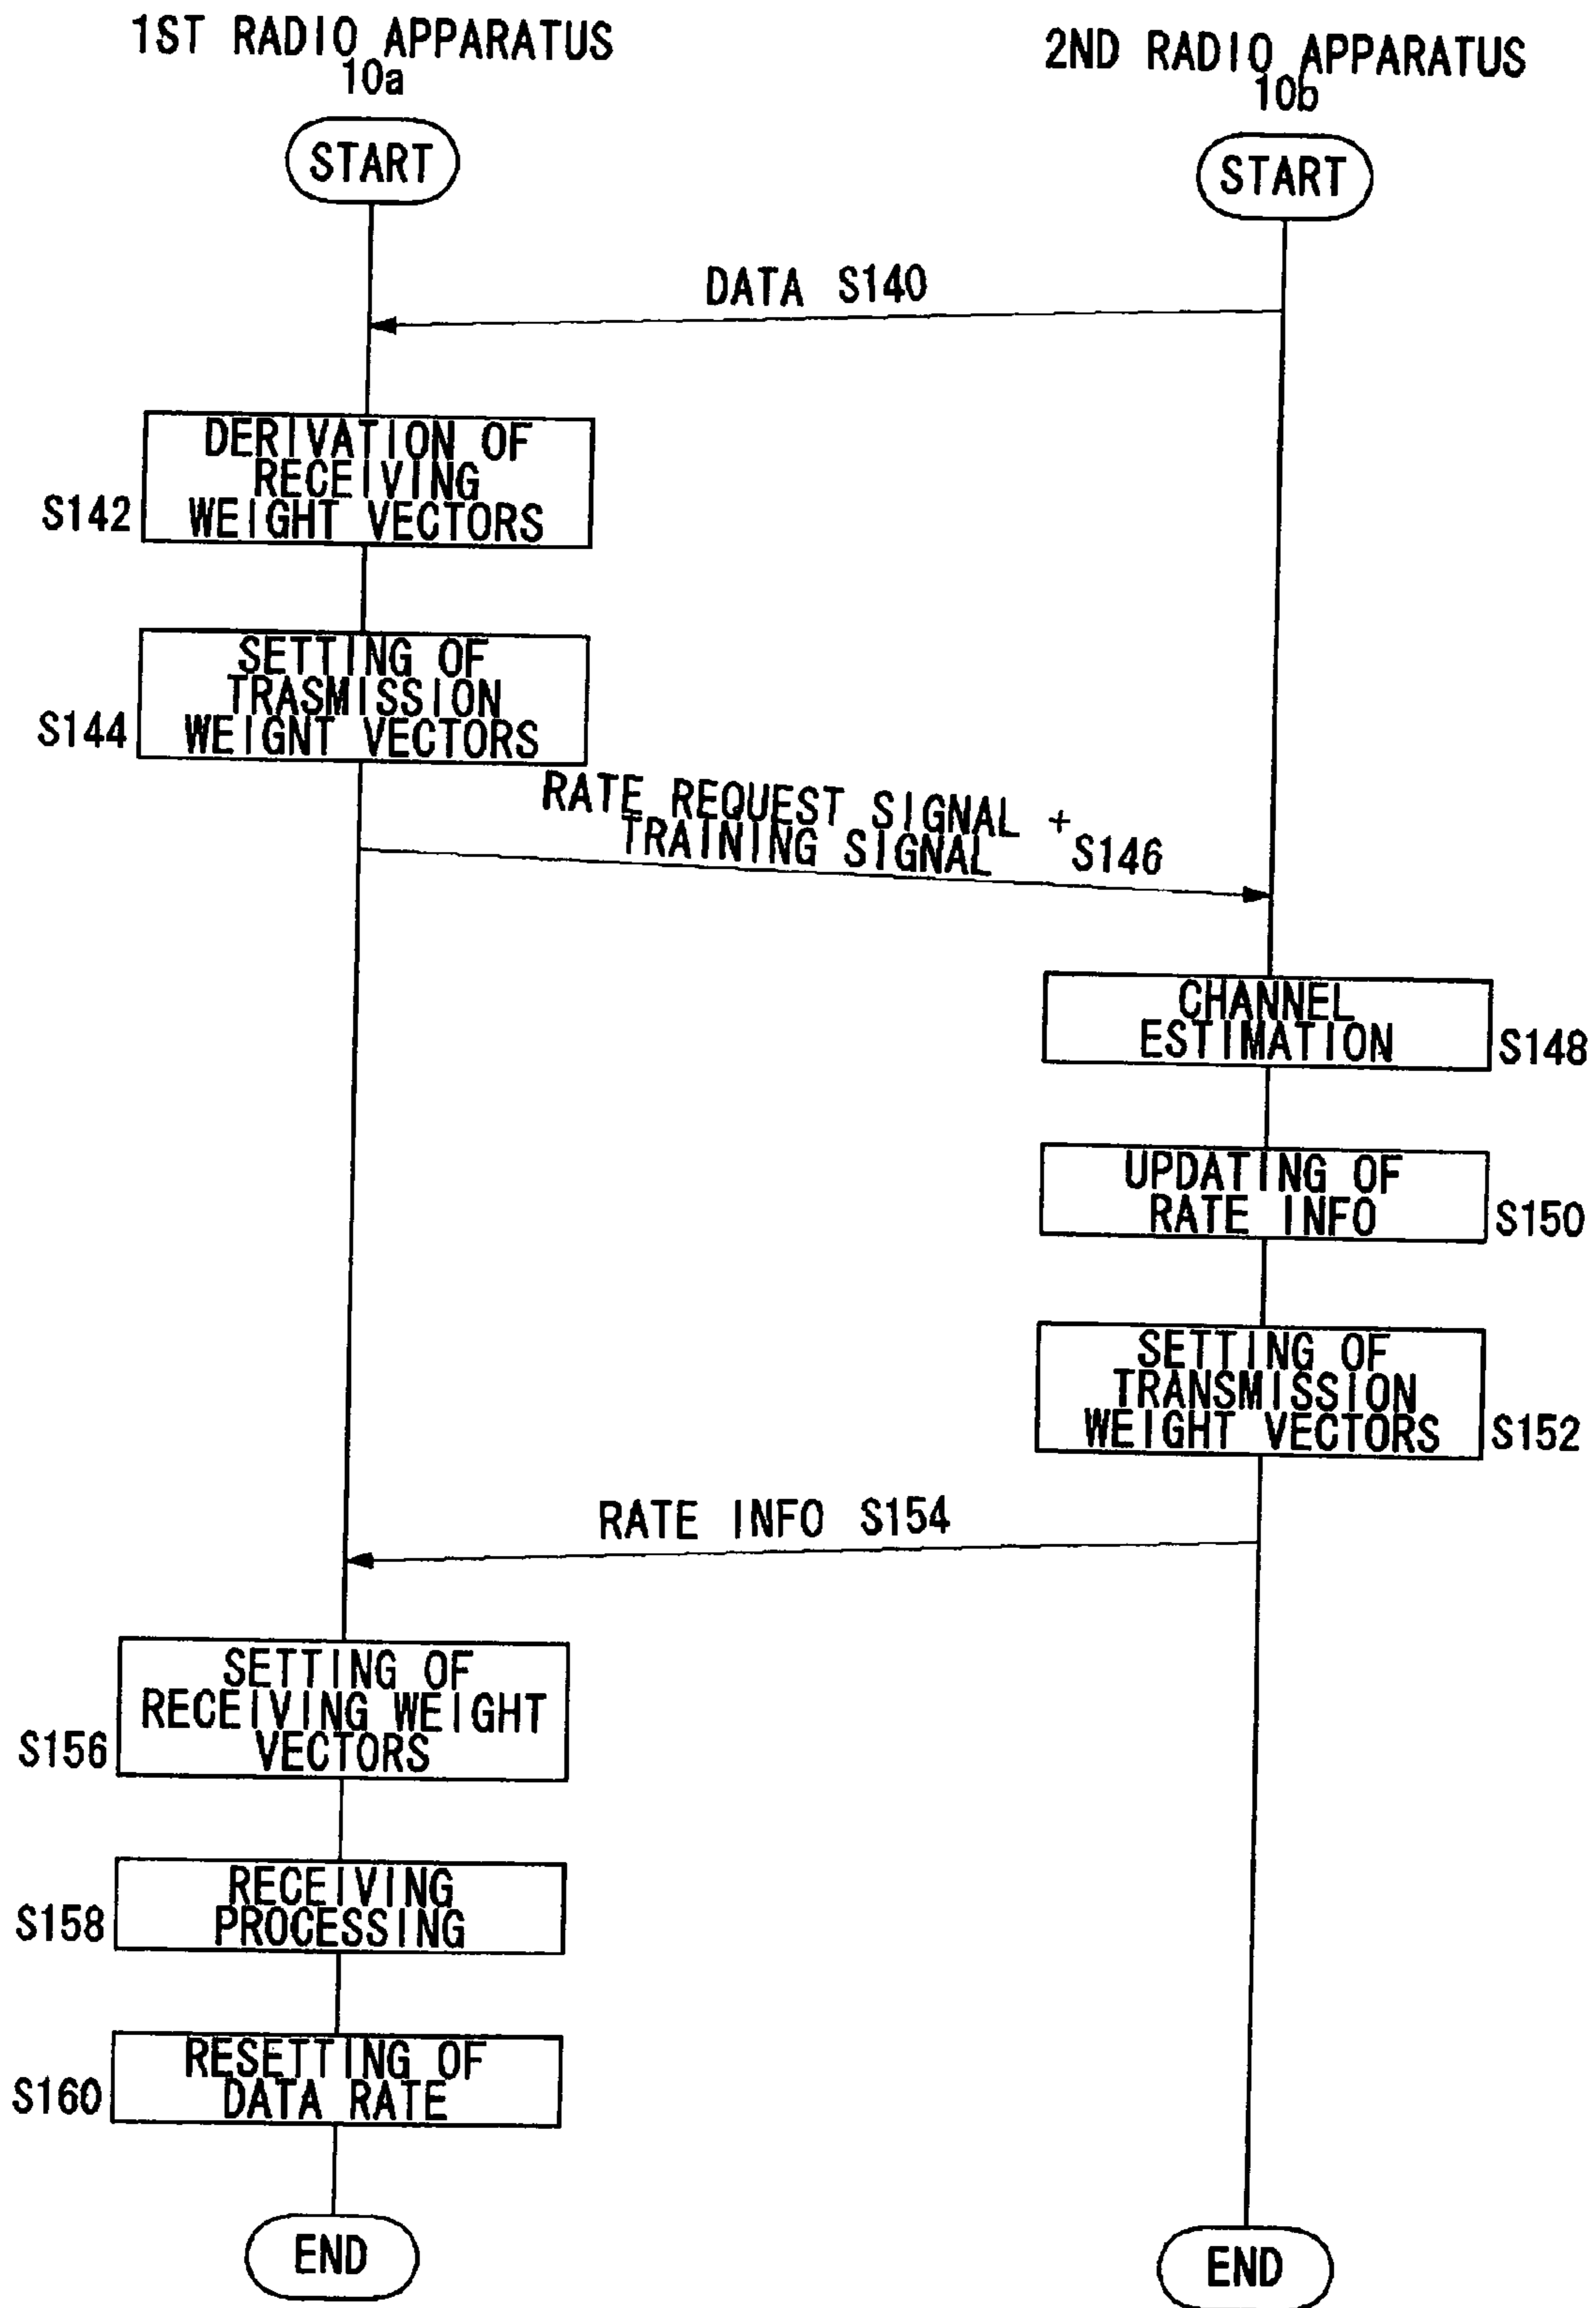 1ST RADIO APPARATUS
10a
2ND RADIO APPARATUS
10b
START
START
DATA S140
DERIVATION OF
RECEIVING
WEIGHT VECTORS
S142
SETTING OF
TRASMISSION
WEIGNT VECTORS
S144
RATE REQUEST SIGNAL +
TRAINING SIGNAL
S146
CHANNEL
ESTIMATION
S148
UPDATING OF
RATE INFO
S150
SETTING OF
TRANSMISSION
WEIGHT VECTORS
S152
RATE INFO S154
SETTING OF
RECEIVING WEIGHT
VECTORS
S156
RECEIVING
PROCESSING
S158
RESETTING OF
DATA RATE
S160
END
END